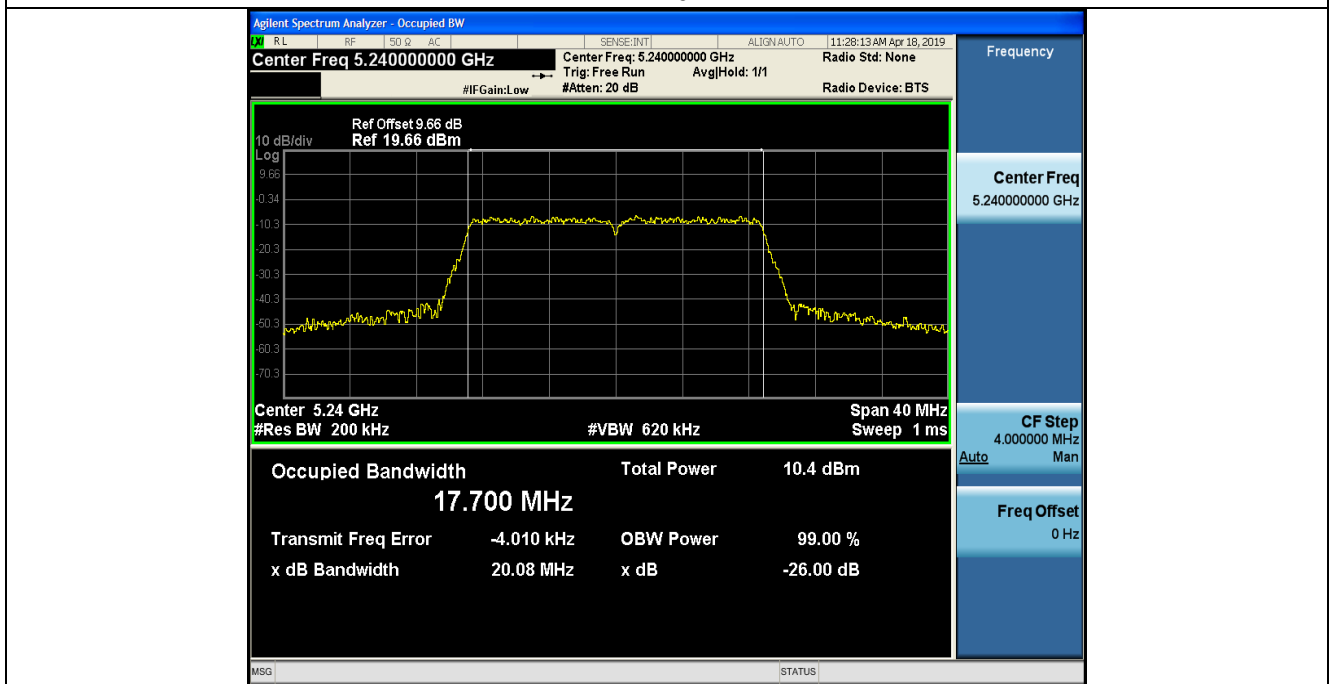 Agilent Spectrum Analyzer - Occupied BW
LXI RL RF 50 Ω AC SENSE:INT ALIGN AUTO 11:28:13 AM Apr 18, 2019
Center Freq 5.240000000 GHz
Center Freq: 5.240000000 GHz
Radio Std: None
Trig: Free Run Avg|Hold: 1/1
#IFGain:Low
#Atten: 20 dB
Radio Device: BTS
Ref Offset 9.66 dB
10 dB/div Ref 19.66 dBm
Log
9.66
-0.34
-10.3
-20.3
-30.3
-40.3
-50.3
-60.3
-70.3
Center 5.24 GHz Span 40 MHz
#Res BW 200 kHz #VBW 620 kHz Sweep 1 ms
Occupied Bandwidth Total Power 10.4 dBm
17.700 MHz
Transmit Freq Error -4.010 kHz OBW Power 99.00 %
x dB Bandwidth 20.08 MHz x dB -26.00 dB
MSG STATUS
Frequency
Center Freq
5.240000000 GHz
CF Step
4.000000 MHz
Auto Man
Freq Offset
0 Hz